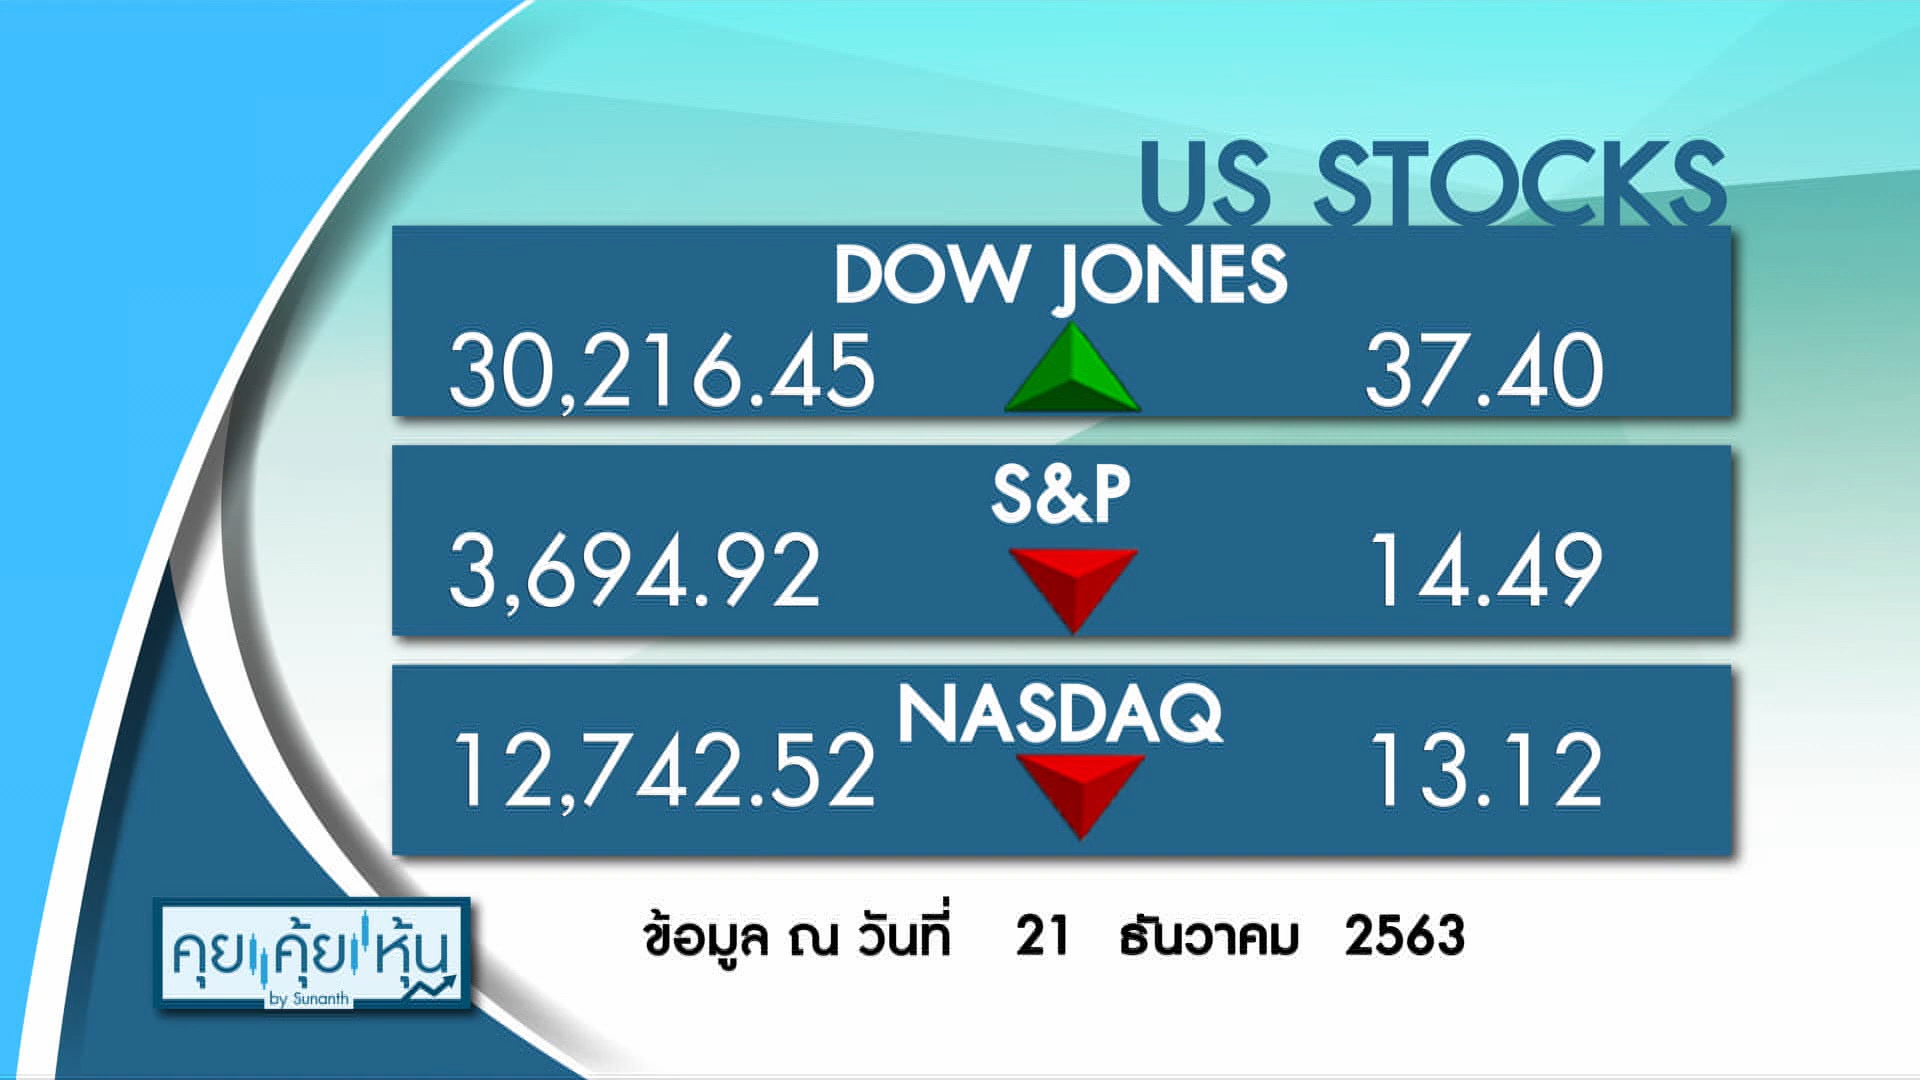 US STOCKS
DOW JONES
30,216.45 37.40
S&P
3,694.92 14.49
NASDAQ
12,742.52 13.12
ข้อมูล ณ วันที่ 21 ธันวาคม 2563
คุยคุ้ยหุ้น
by Sunanth